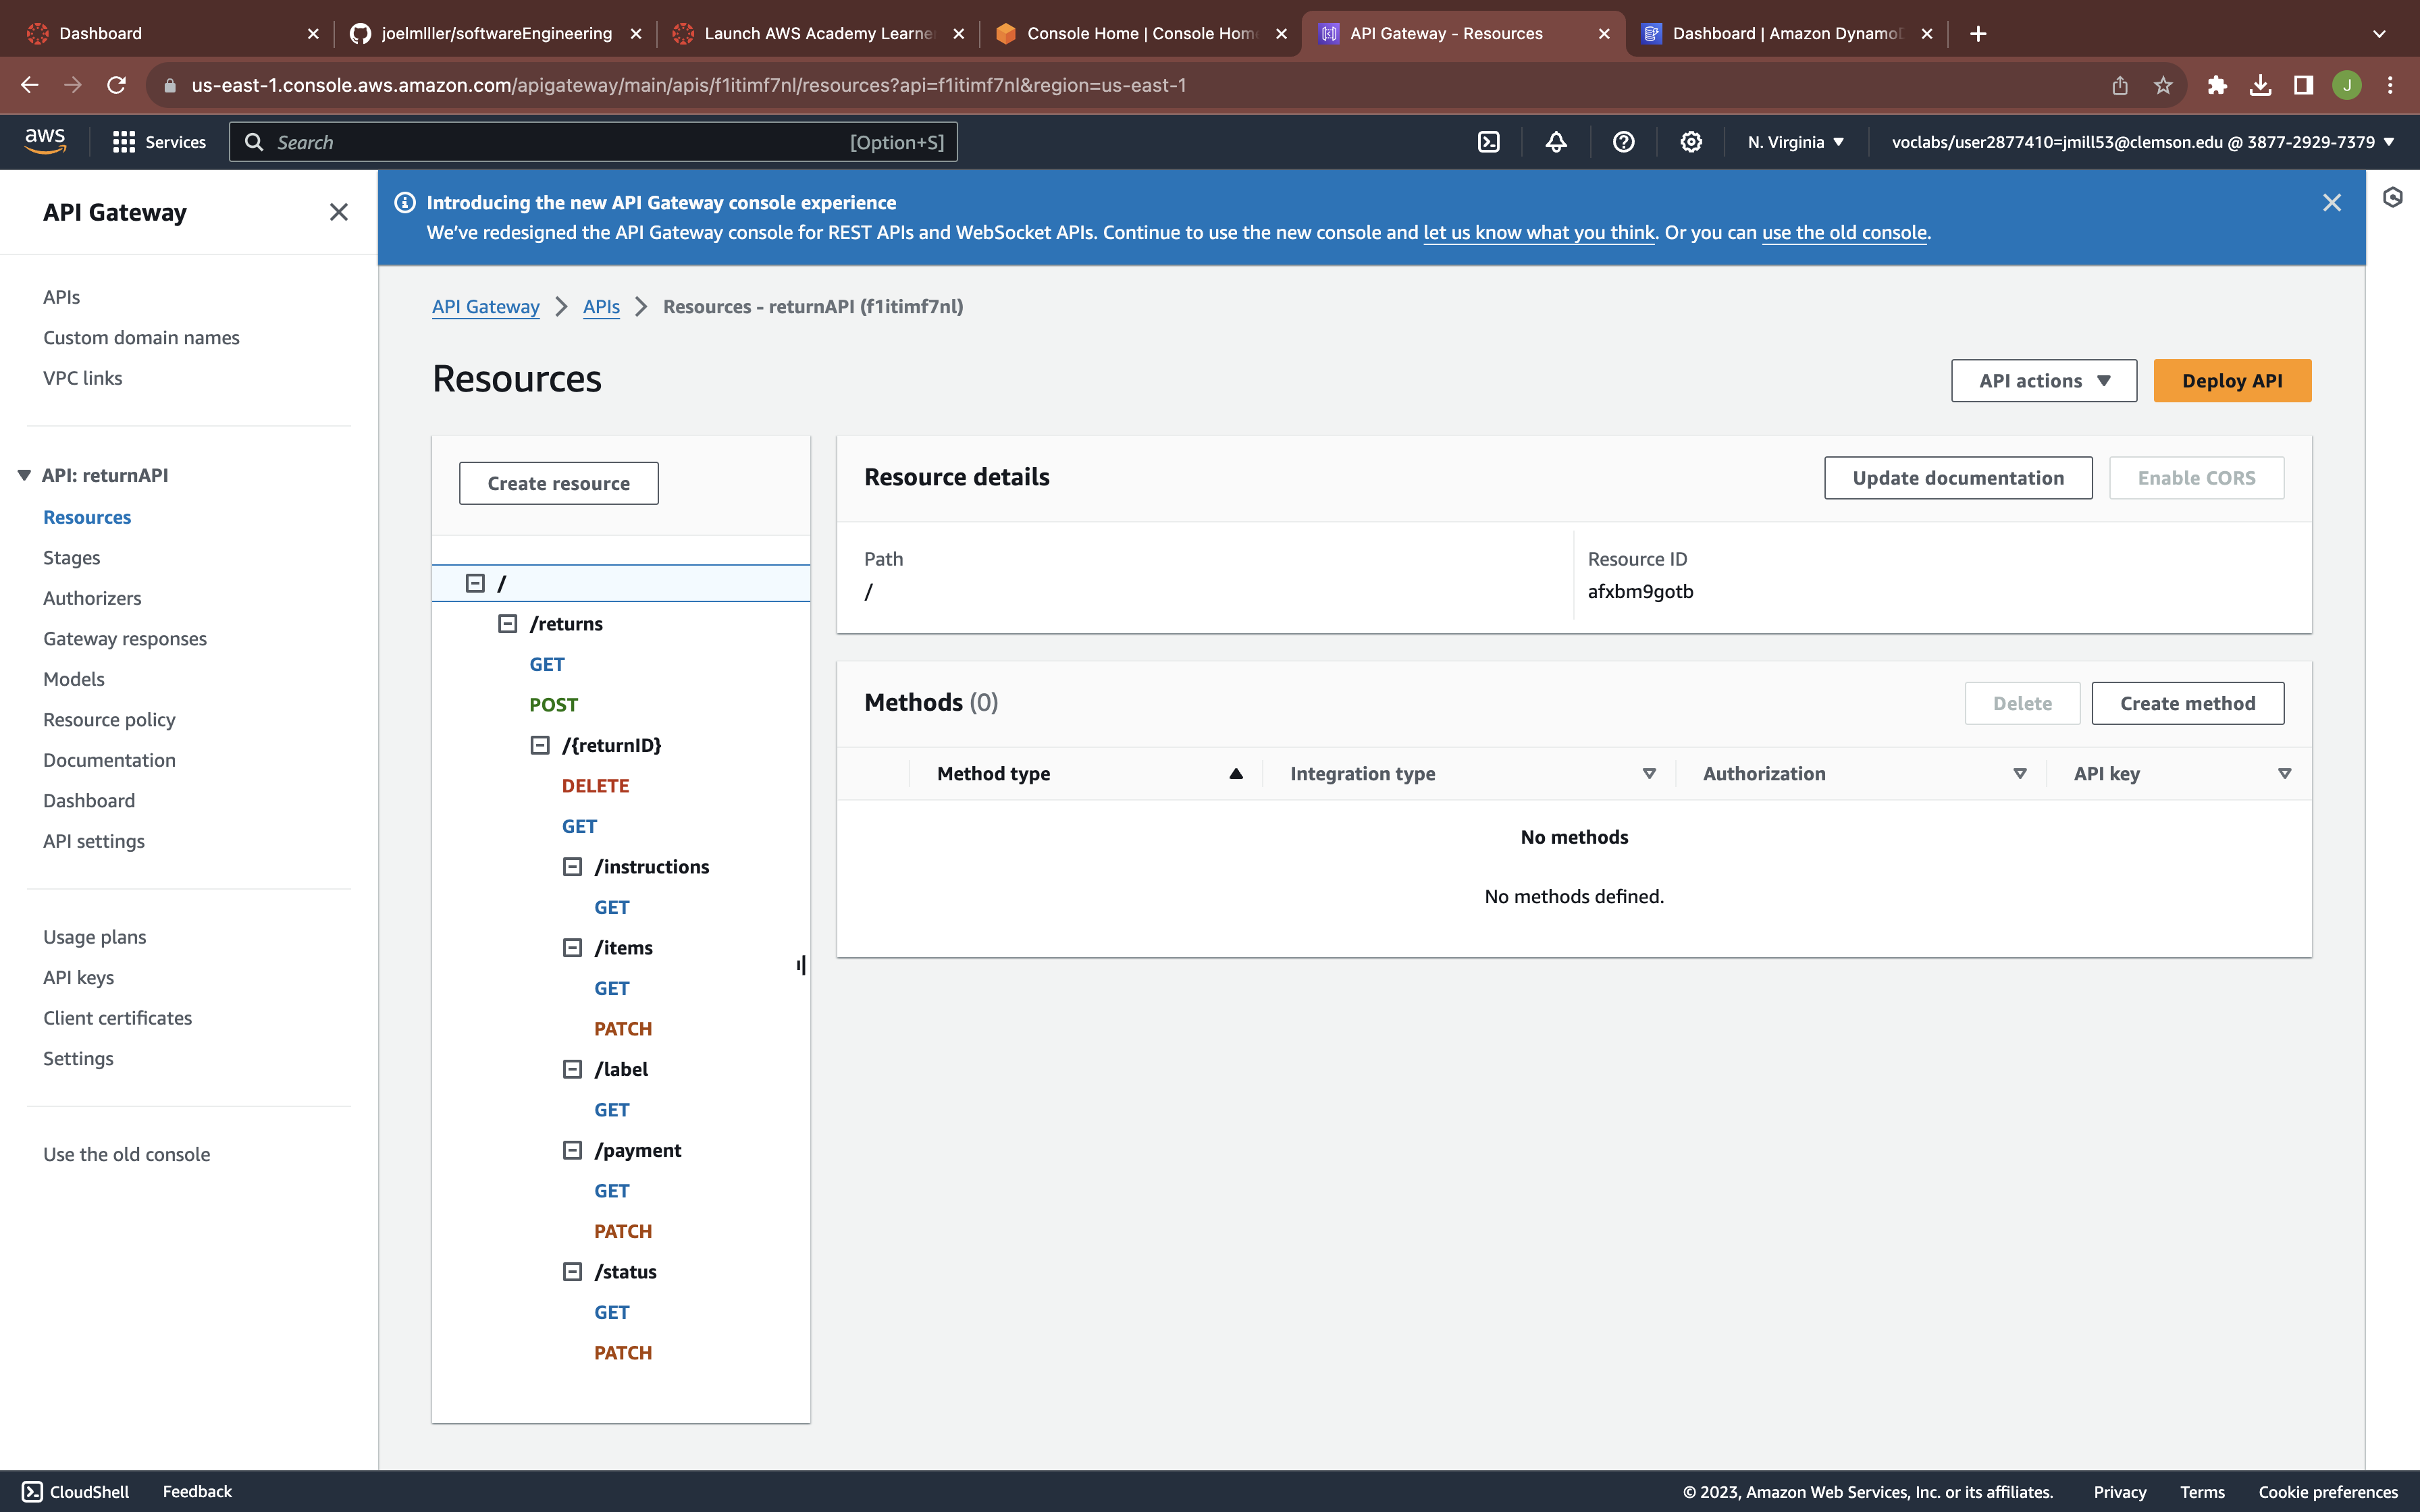 Dashboard
joelmlller/softwareEngineering
Launch AWS Academy Learne
Console Home | Console Hom
API Gateway - Resources
Dashboard | Amazon DynamoD
us-east-1.console.aws.amazon.com/apigateway/main/apis/f1itimf7nl/resources?api=f1itimf7nl&region=us-east-1
J
aws
Services
Search
[Option+S]
N. Virginia
voclabs/user2877410=jmill53@clemson.edu @ 3877-2929-7379
API Gateway
APIs
Custom domain names
VPC links
API: returnAPI
Resources
Stages
Authorizers
Gateway responses
Models
Resource policy
Documentation
Dashboard
API settings
Usage plans
API keys
Client certificates
Settings
Use the old console
Introducing the new API Gateway console experience
We've redesigned the API Gateway console for REST APIs and WebSocket APIs. Continue to use the new console and let us know what you think. Or you can use the old console.
API Gateway
APIs
Resources - returnAPI (f1itimf7nl)
Resources
API actions
Deploy API
Create resource
/
/returns
GET
POST
/{returnID}
DELETE
GET
/instructions
GET
/items
GET
PATCH
/label
GET
/payment
GET
PATCH
/status
GET
PATCH
Resource details
Update documentation
Enable CORS
Path
/
Resource ID
afxbm9gotb
Methods (0)
Delete
Create method
Method type
Integration type
Authorization
API key
No methods
No methods defined.
CloudShell
Feedback
© 2023, Amazon Web Services, Inc. or its affiliates.
Privacy
Terms
Cookie preferences